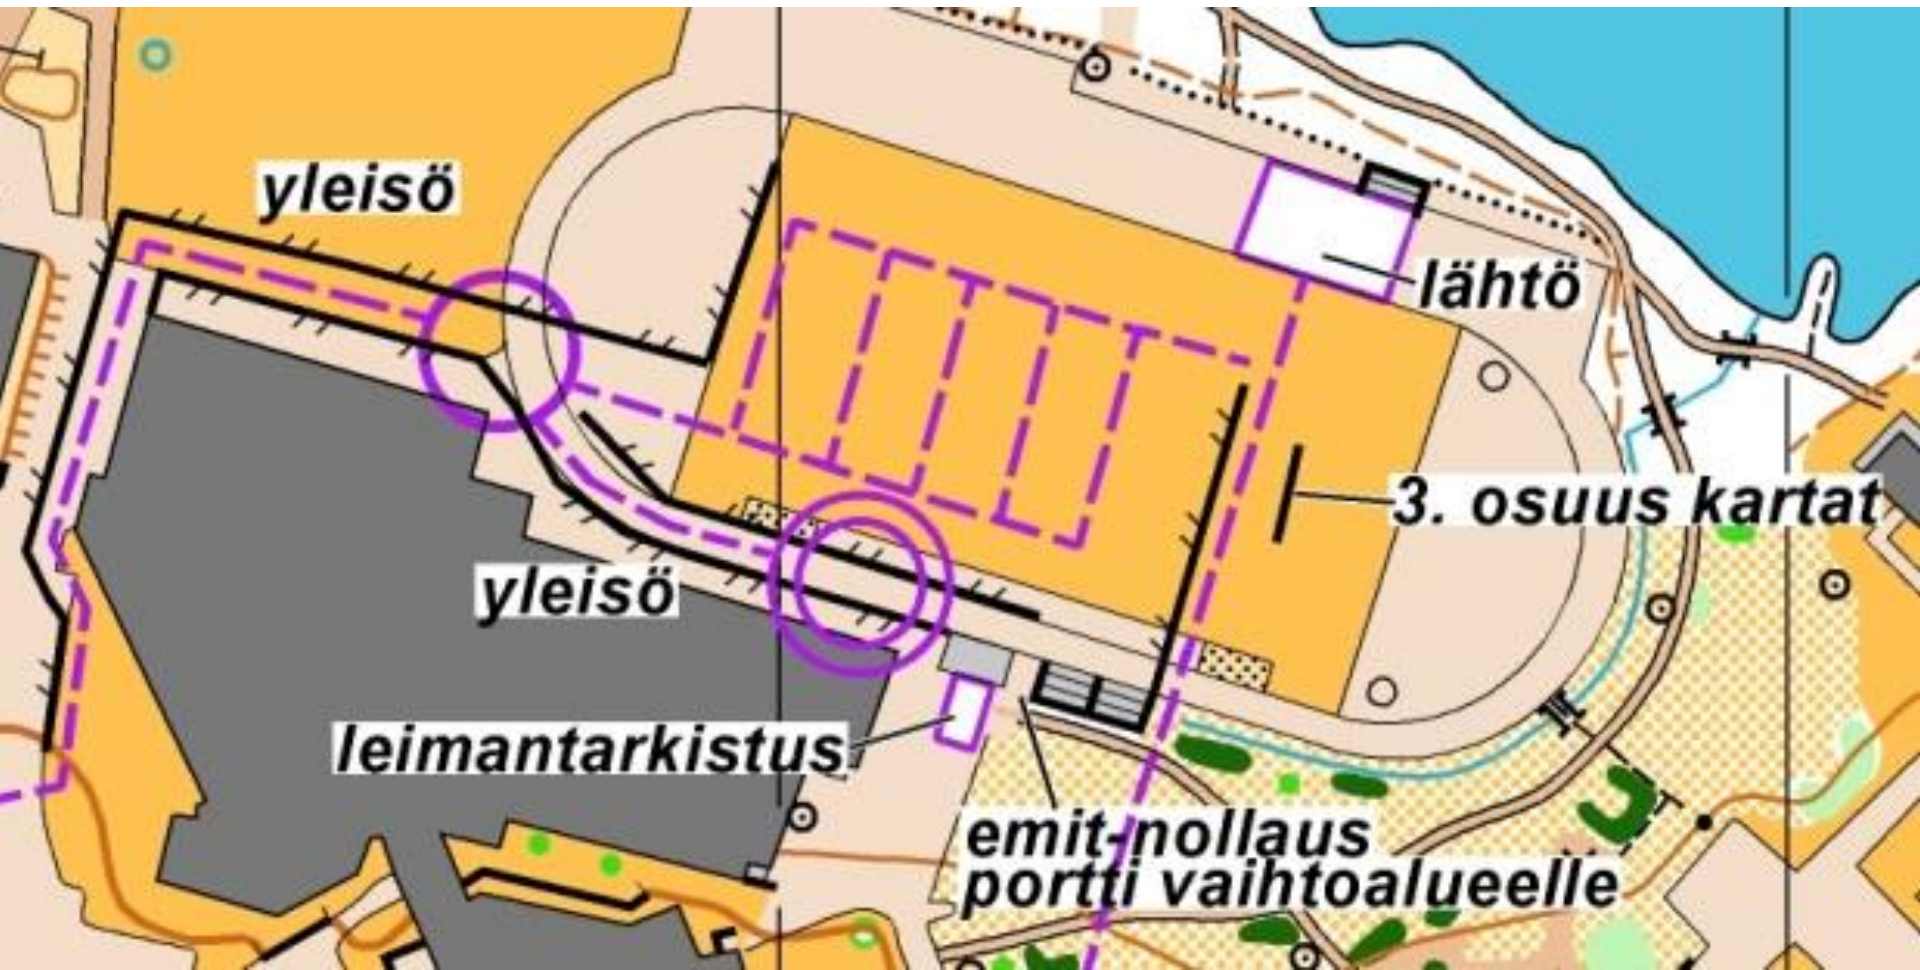 yleisö
lähtö
3. osuus kartat
yleisö
leimantarkistus
emit-nollaus
portti vaihtoalueelle